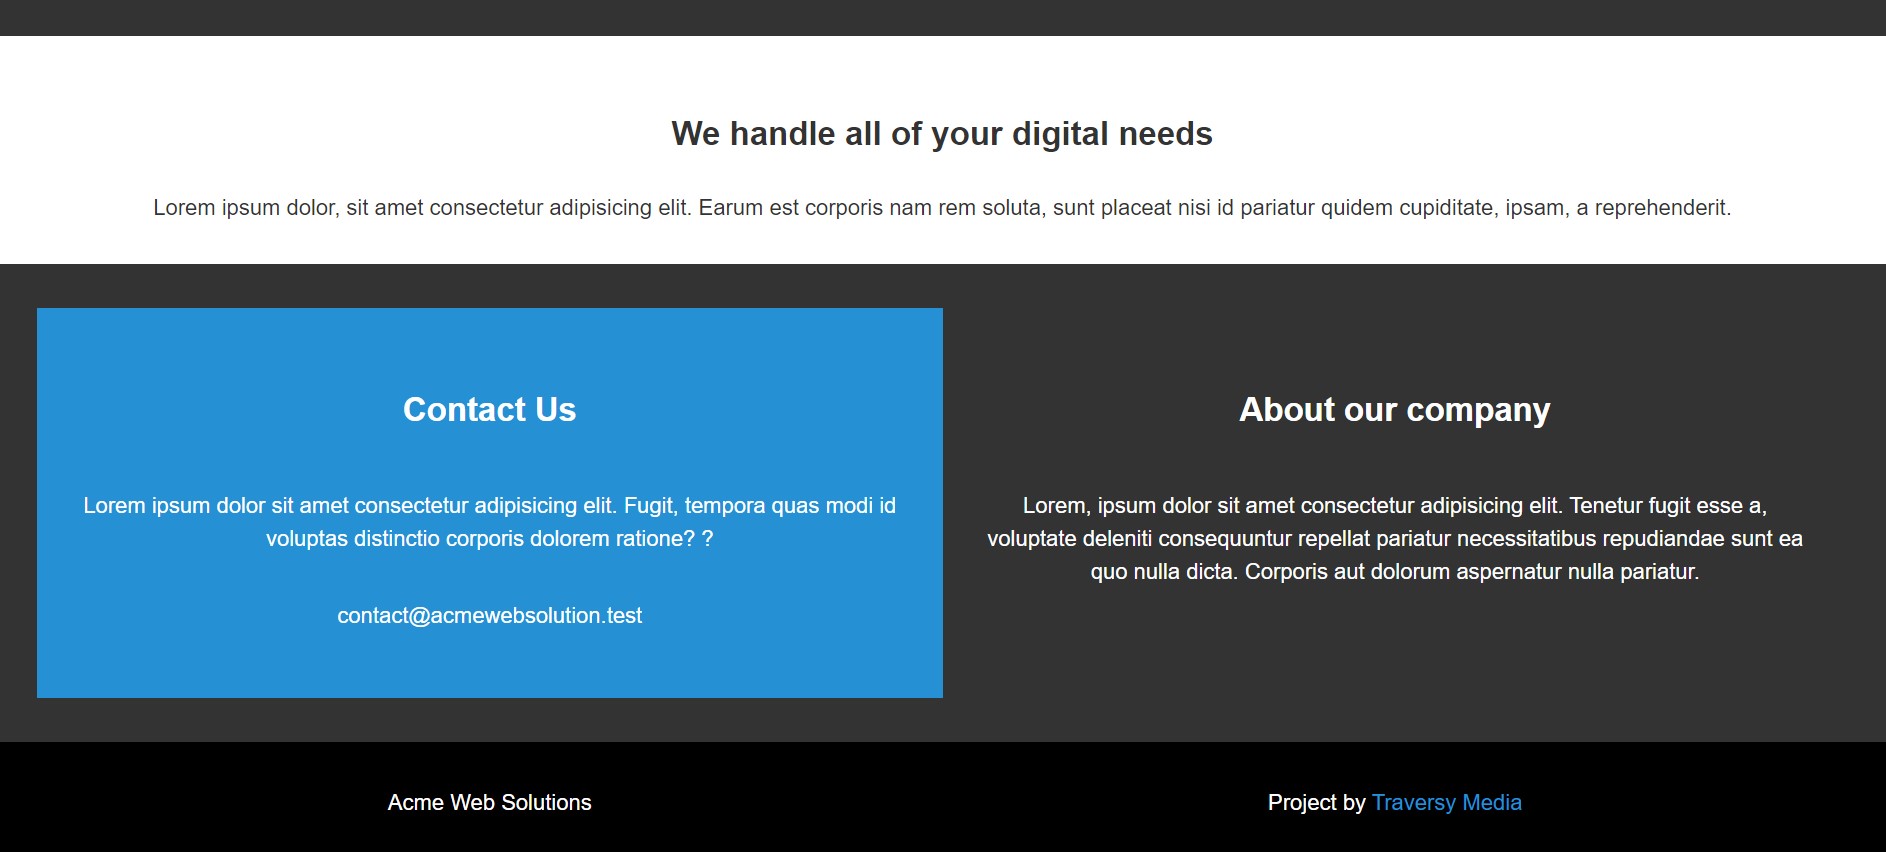 We handle all of your digital needs
Lorem ipsum dolor, sit amet consectetur adipisicing elit. Earum est corporis nam rem soluta, sunt placeat nisi id pariatur quidem cupiditate, ipsam, a reprehenderit.
Contact Us
Lorem ipsum dolor sit amet consectetur adipisicing elit. Fugit, tempora quas modi id
voluptas distinctio corporis dolorem ratione? ?
contact@acmewebsolution.test
About our company
Lorem, ipsum dolor sit amet consectetur adipisicing elit. Tenetur fugit esse a,
voluptate deleniti consequuntur repellat pariatur necessitatibus repudiandae sunt ea
quo nulla dicta. Corporis aut dolorum aspernatur nulla pariatur.
Acme Web Solutions
Project by Traversy Media